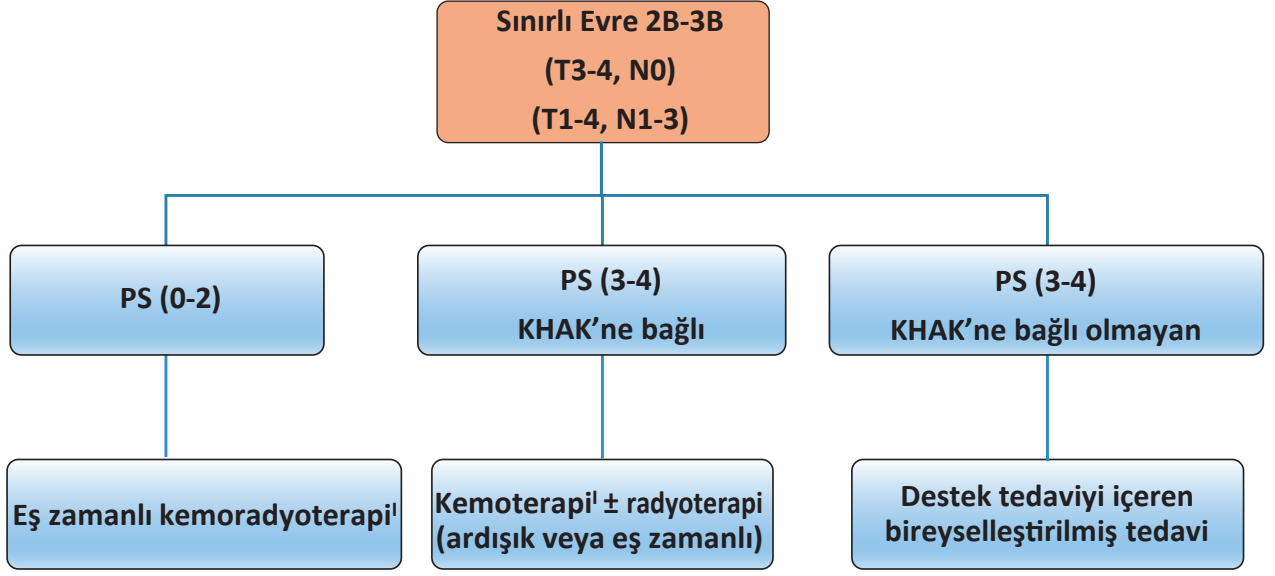 Sınırlı Evre 2B-3B
(T3-4, N0)
(T1-4, N1-3)
PS (0-2)
PS (3-4)
KHAK’ne bağlı
PS (3-4)
KHAK’ne bağlı olmayan
Eş zamanlı kemoradyoterapiᴵ
Kemoterapiᴵ ± radyoterapi
(ardışık veya eş zamanlı)
Destek tedaviyi içeren
bireyselleştirilmiş tedavi